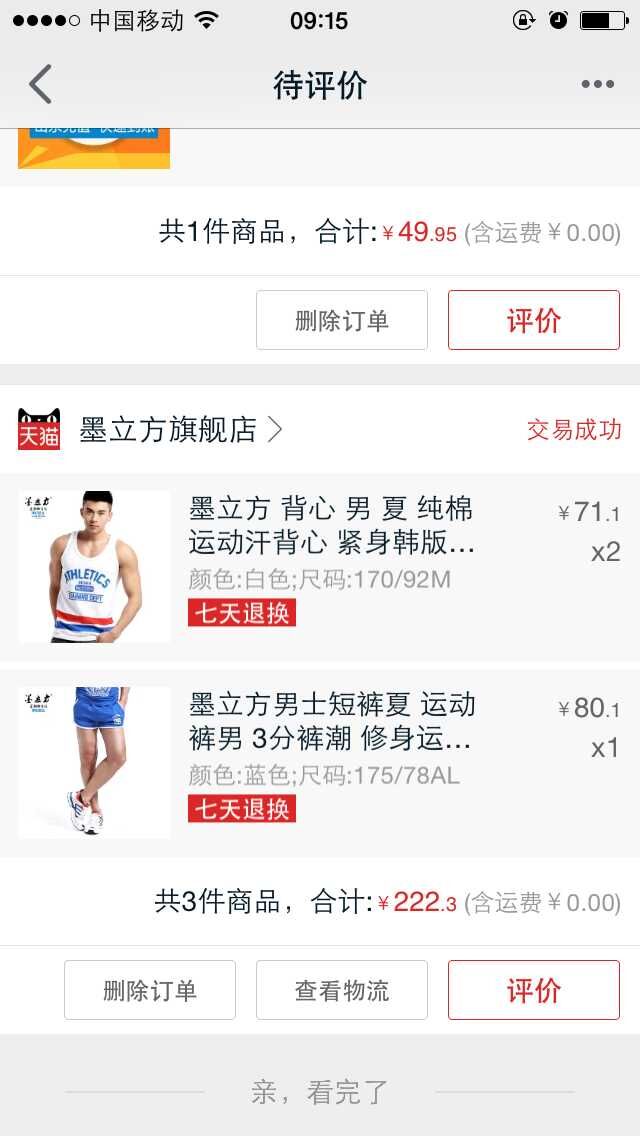 中国移动
09:15
待评价
共1件商品，合计:￥49.95 (含运费￥0.00)
删除订单
评价
天猫
墨立方旗舰店
交易成功
墨立方 背心 男 夏 纯棉
运动汗背心 紧身韩版...
￥71.1
x2
颜色:白色;尺码:170/92M
七天退换
ATHLETICS
墨立方男士短裤夏 运动
裤男 3分裤潮 修身运...
￥80.1
x1
颜色:蓝色;尺码:175/78AL
七天退换
共3件商品，合计:￥222.3 (含运费￥0.00)
删除订单
查看物流
评价
亲，看完了